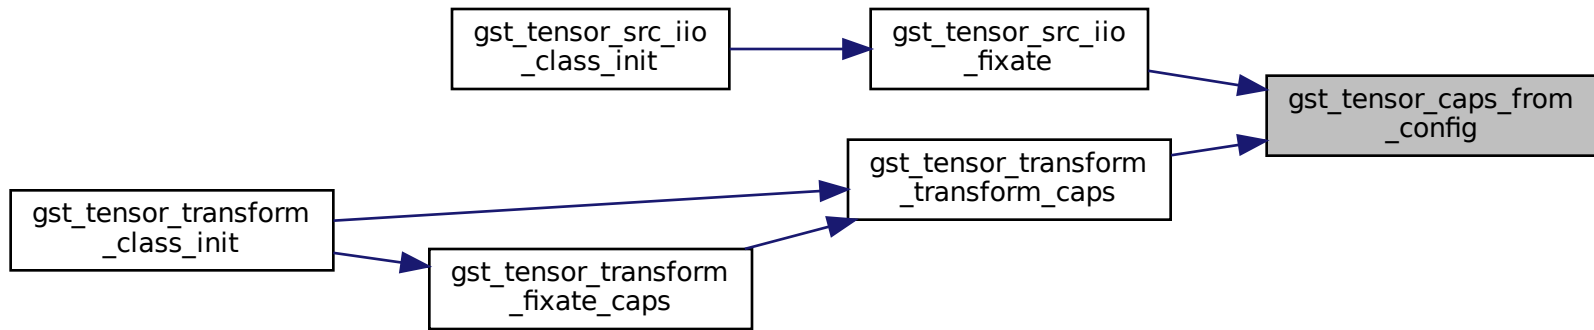 gst_tensor_src_iio
_class_init
gst_tensor_src_iio
_fixate
gst_tensor_caps_from
_config
gst_tensor_transform
_transform_caps
gst_tensor_transform
_class_init
gst_tensor_transform
_fixate_caps